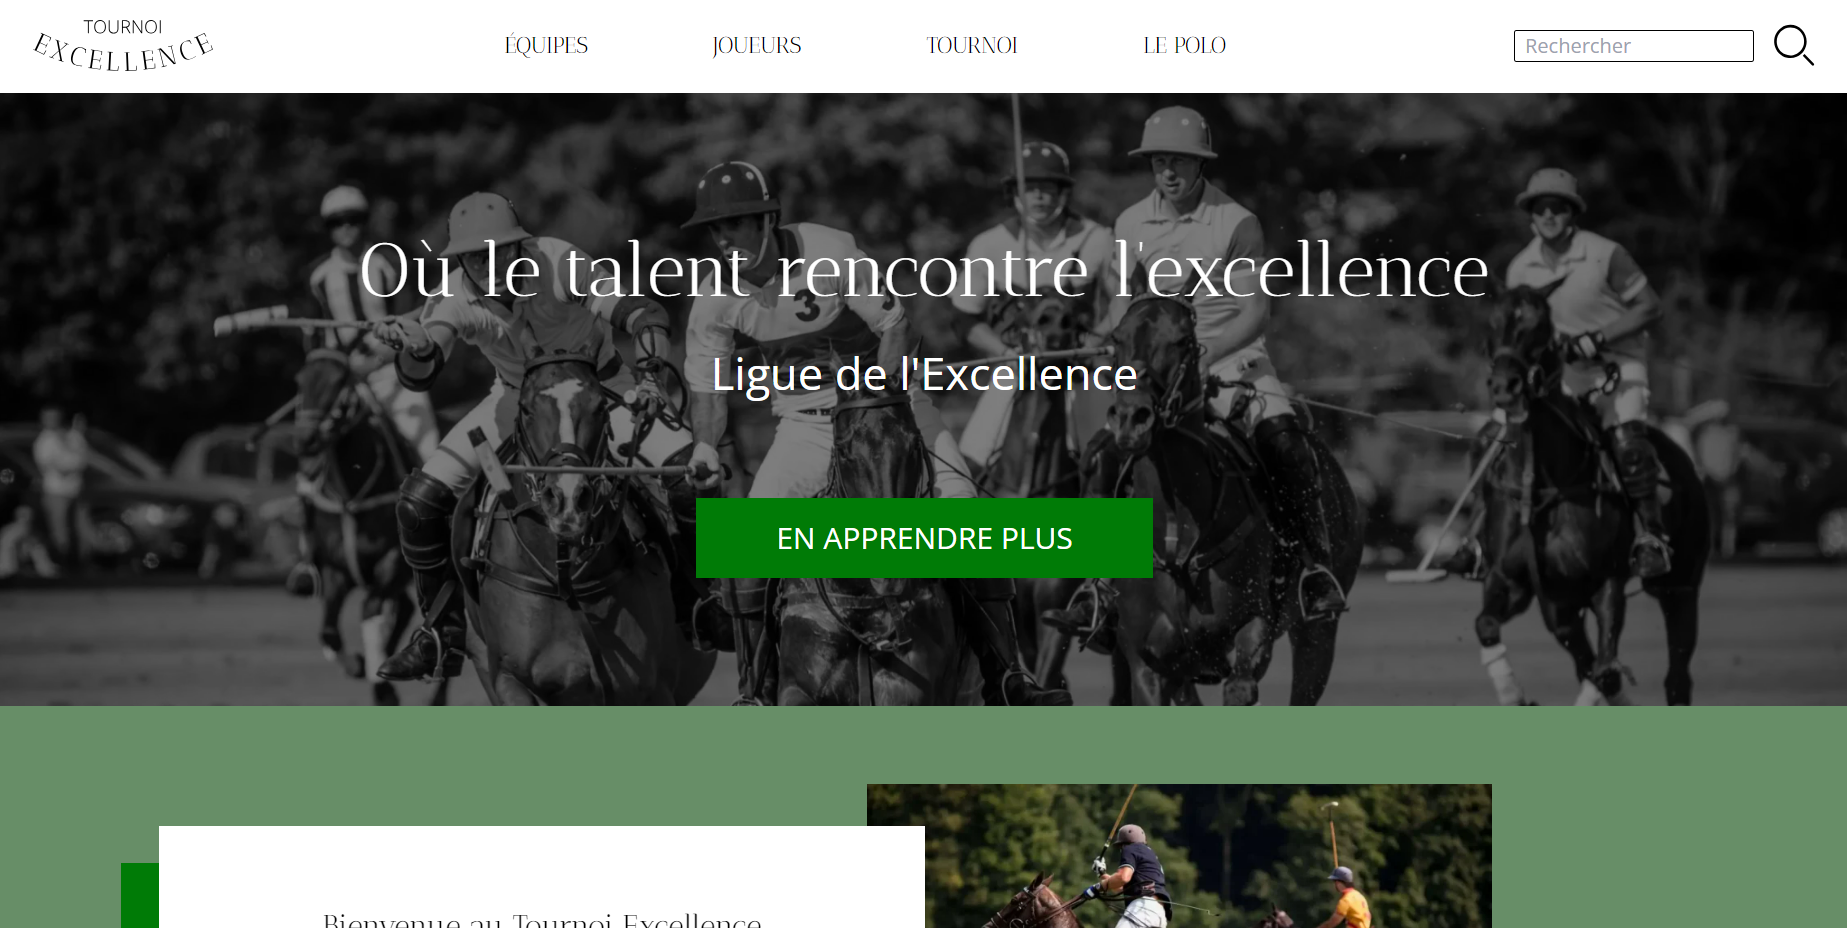 TOURNOI
EXCELLENCE
ÉQUIPES
JOUEURS
TOURNOI
LE POLO
Rechercher
Où le talent rencontre l'excellence
3
Ligue de l'Excellence
EN APPRENDRE PLUS
Bienvenue au Tournoi Excellence